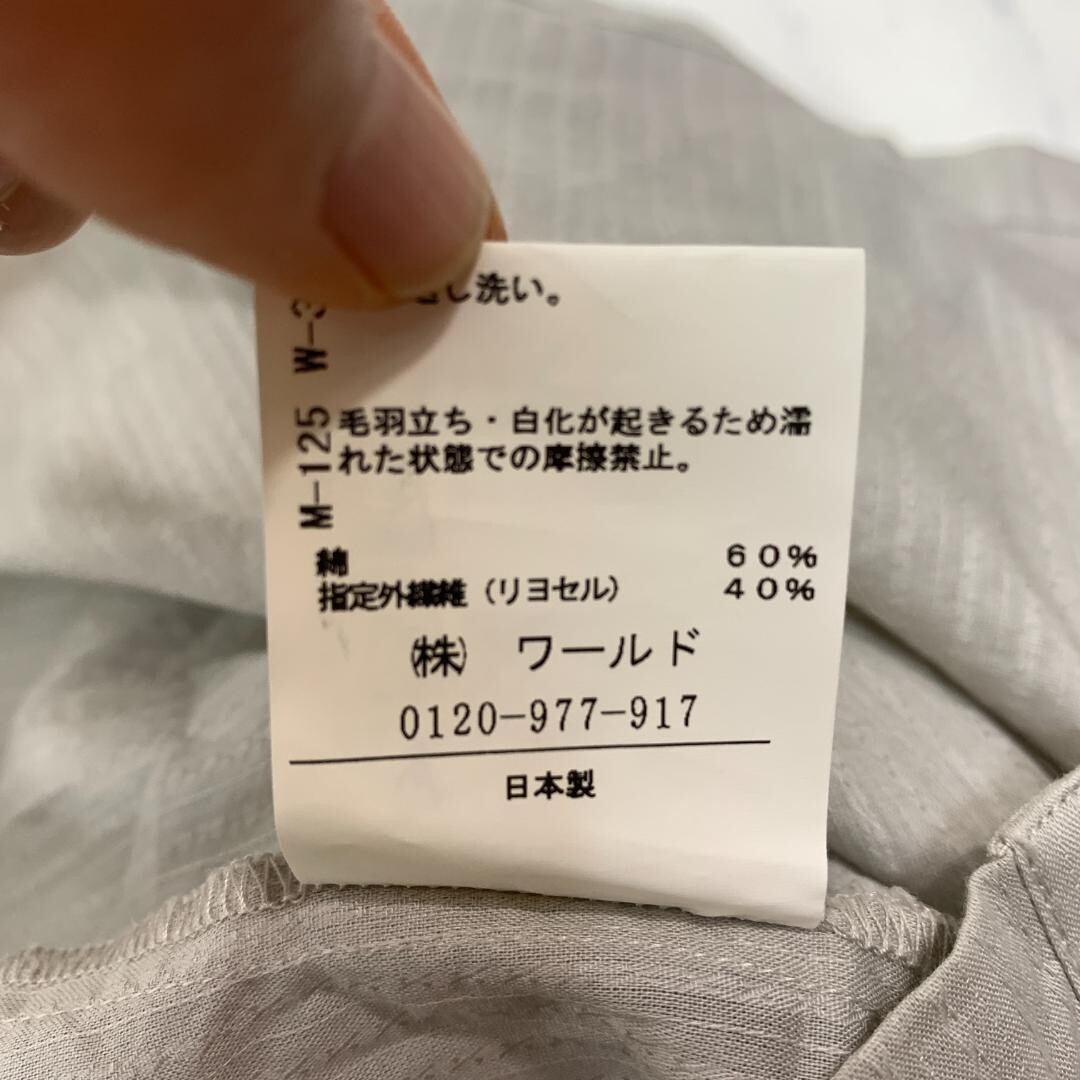 し洗い。
毛羽立ち・白化が起きるため濡
れた状態での摩擦禁止。
綿 60%
指定外繊維(リヨセル) 40%
㈱ ワールド
0120-977-917
日本製
M-125 W-3